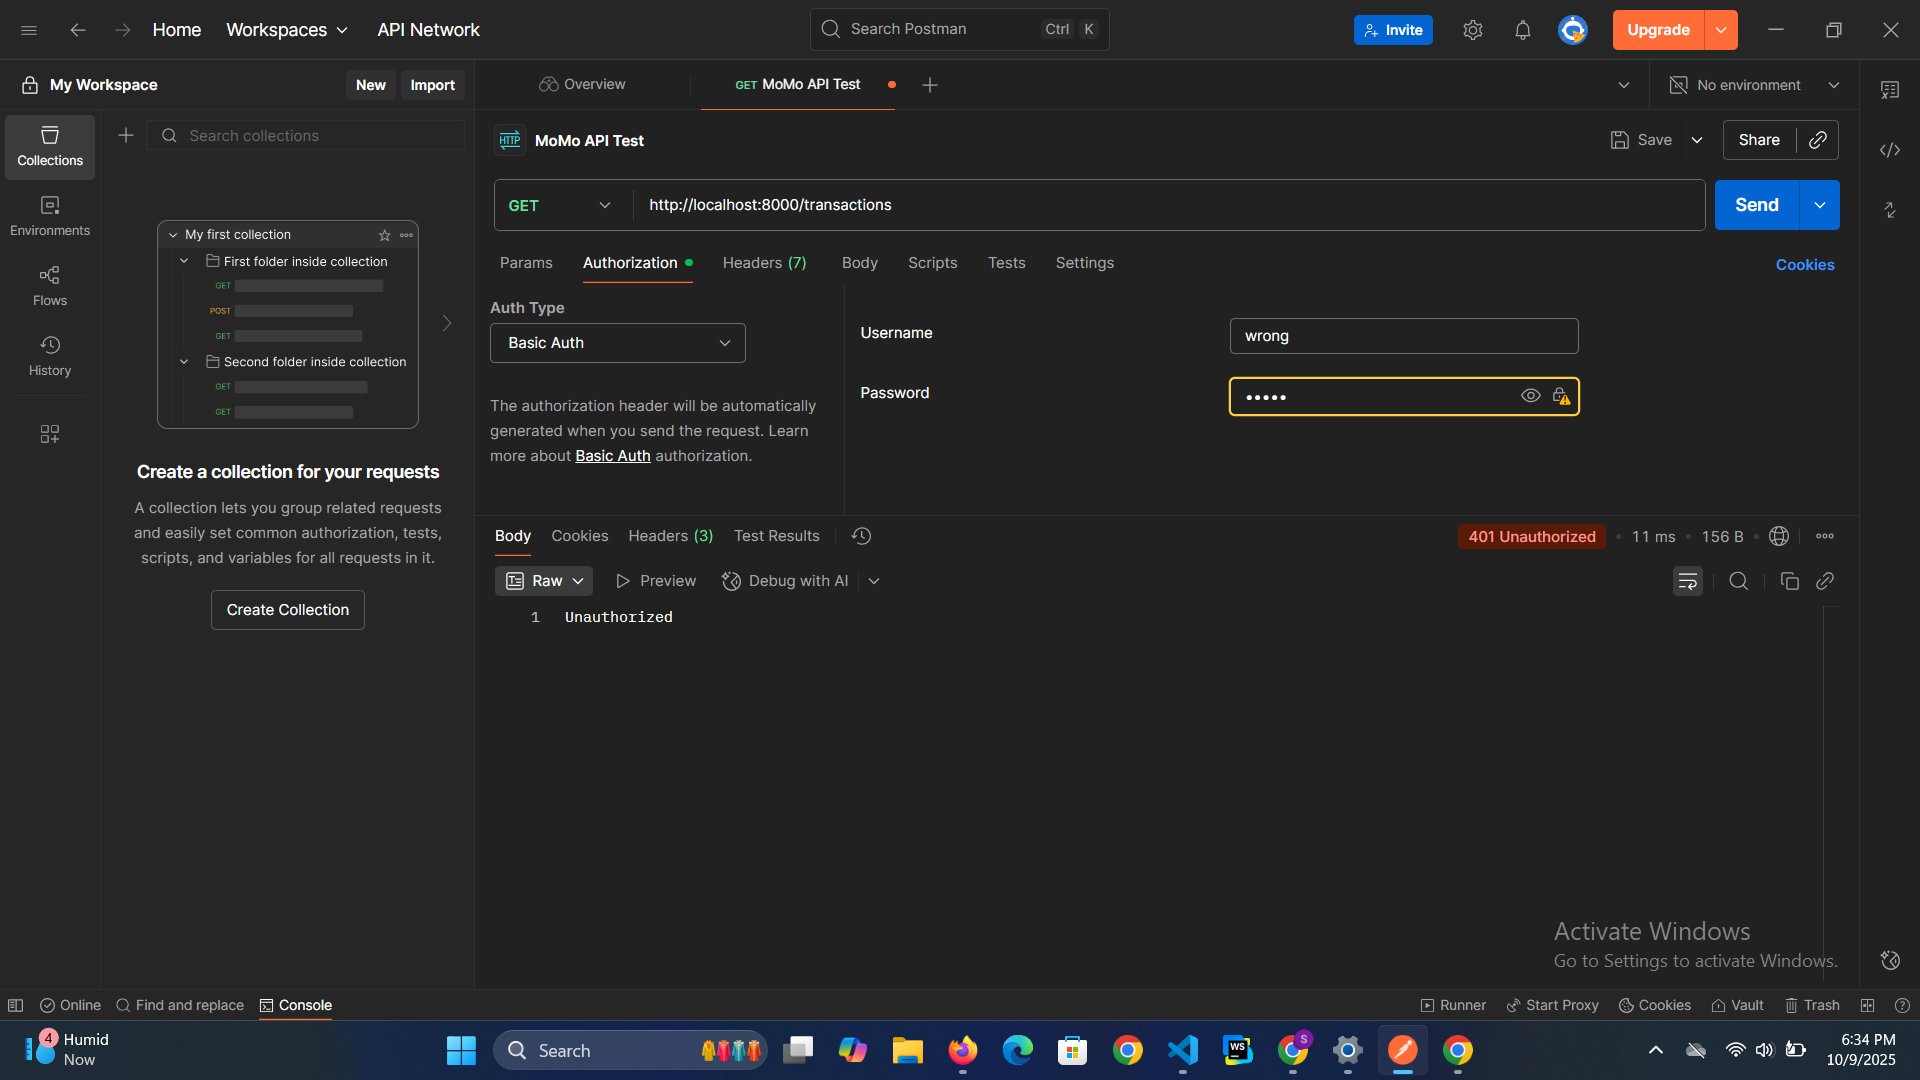 Home
Workspaces
API Network
Search Postman
Ctrl K
Invite
Upgrade
My Workspace
New
Import
Overview
GET MoMo API Test
No environment
Collections
Search collections
HTTP
MoMo API Test
Save
Share
GET
http://localhost:8000/transactions
Send
Environments
My first collection
First folder inside collection
GET
POST
GET
Second folder inside collection
GET
GET
Params
Authorization
Headers (7)
Body
Scripts
Tests
Settings
Cookies
Flows
History
Auth Type
Basic Auth
The authorization header will be automatically
generated when you send the request. Learn
more about Basic Auth authorization.
Username
wrong
Password
•••••
Create a collection for your requests
A collection lets you group related requests
and easily set common authorization, tests,
scripts, and variables for all requests in it.
Create Collection
Body
Cookies
Headers (3)
Test Results
401 Unauthorized
11 ms
156 B
Raw
Preview
Debug with AI
1 Unauthorized
Activate Windows
Go to Settings to activate Windows.
Online
Find and replace
Console
Runner
Start Proxy
Cookies
Vault
Trash
4
Humid
Now
Search
WS
S
6:34 PM
10/9/2025